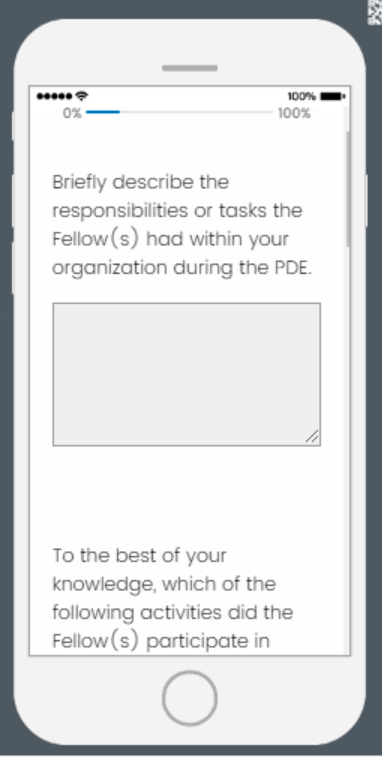 100%
0% 100%
Briefly describe the
responsibilities or tasks the
Fellow(s) had within your
organization during the PDE.
To the best of your
knowledge, which of the
following activities did the
Fellow(s) participate in